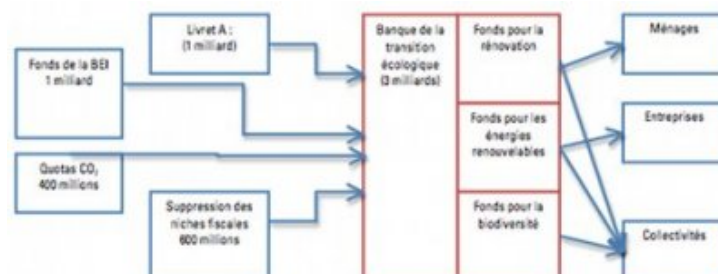 Livret A :
(1 milliard)
Fonds de la BEI
1 milliard
Quotas CO₂
400 millions
Suppression des
niches fiscales
600 millions
Banque de la
transition
écologique
(3 milliards)
Fonds pour la
rénovation
Fonds pour les
énergies
renouvelables
Fonds pour la
biodiversité
Ménages
Entreprises
Collectivités